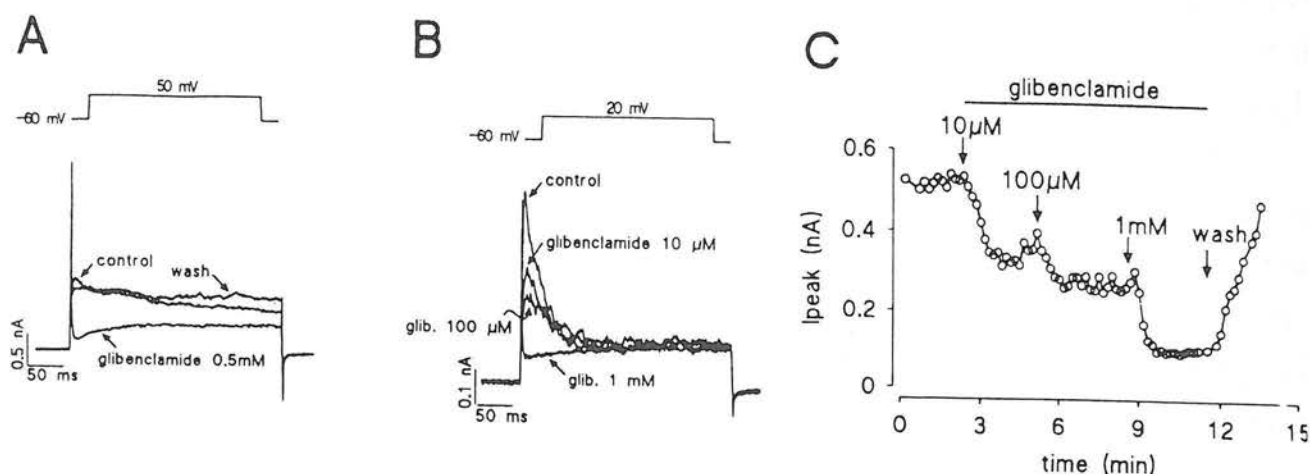 A
50 mV
-60 mV
control
wash
glibenclamide 0.5mM
0.5 nA
50 ms
B
20 mV
-60 mV
control
glibenclamide 10 µM
glib. 100 µM
glib. 1 mM
0.1 nA
50 ms
C
glibenclamide
10µM
100µM
1mM
wash
Ipeak (nA)
0.6
0.4
0.2
0
0 3 6 9 12 15
time (min)